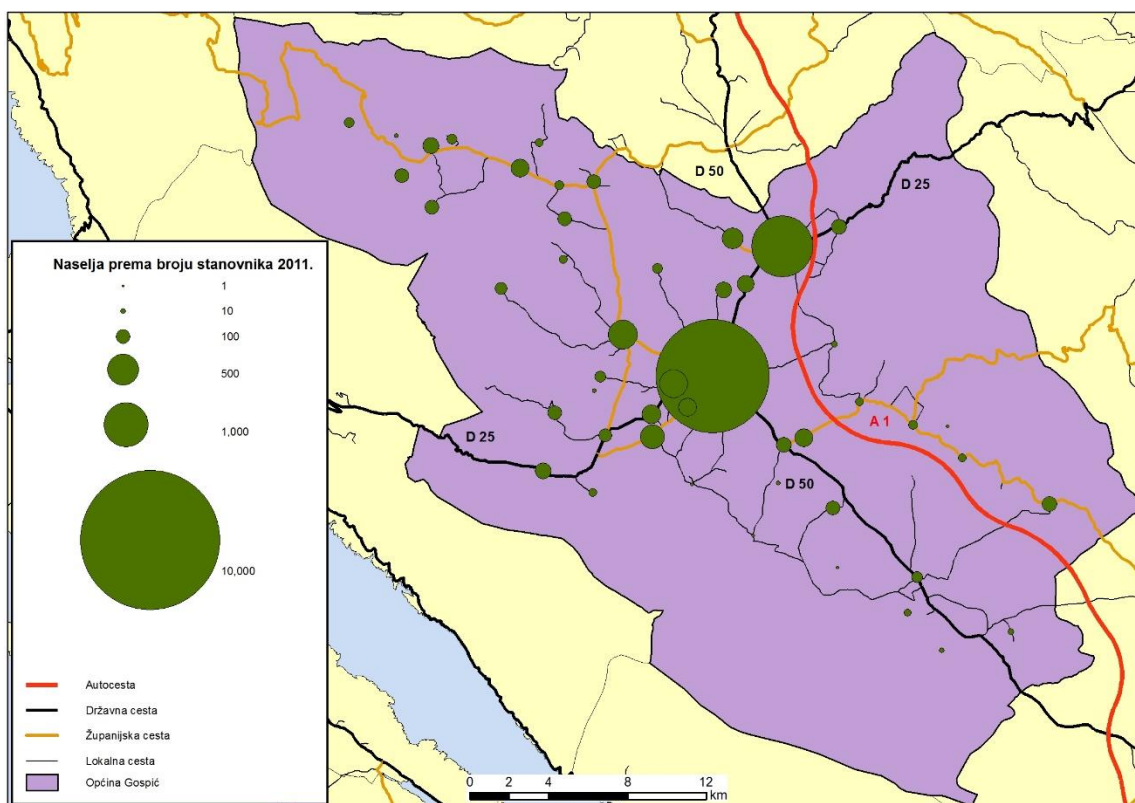 D 50
D 25
Naselja prema broju stanovnika 2011.
1
10
100
500
1,000
10,000
A 1
D 25
D 50
Autocesta
Državna cesta
Županijska cesta
Lokalna cesta
Općina Gospić
0 2 4 8 12
km